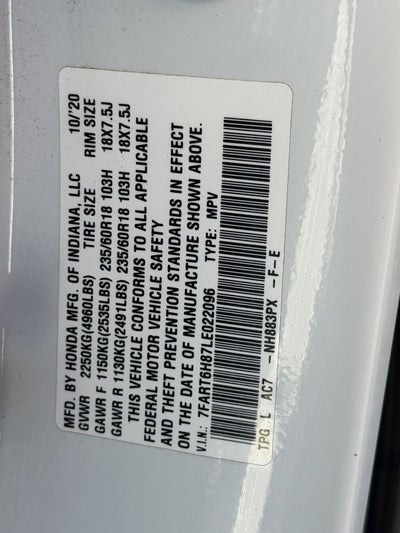 MFD. BY HONDA MFG. OF INDIANA, LLC 10/'20
GVWR 2250KG(4960LBS) TIRE SIZE RIM SIZE
GAWR F 1150KG(2535LBS) 235/60R18 103H 18X7.5J
GAWR R 1130KG(2491LBS) 235/60R18 103H 18X7.5J
THIS VEHICLE CONFORMS TO ALL APPLICABLE
FEDERAL MOTOR VEHICLE SAFETY
AND THEFT PREVENTION STANDARDS IN EFFECT
ON THE DATE OF MANUFACTURE SHOWN ABOVE.
V.I.N.: 7FART6H87LE022096 TYPE: MPV
TPG L AC7 -NH883PX -F-E